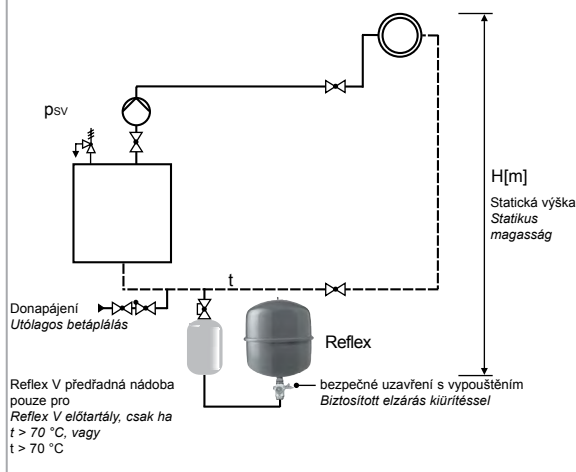 pSV
H[m]
Statická výška
Statikus
magasság
t
Donapájení
Utólagos betáplálás
Reflex
Reflex V předřadná nádoba
pouze pro
Reflex V előtartály, csak ha
t > 70 °C, vagy
t > 70 °C
bezpečné uzavření s vypouštěním
Biztosított elzárás kiürítéssel